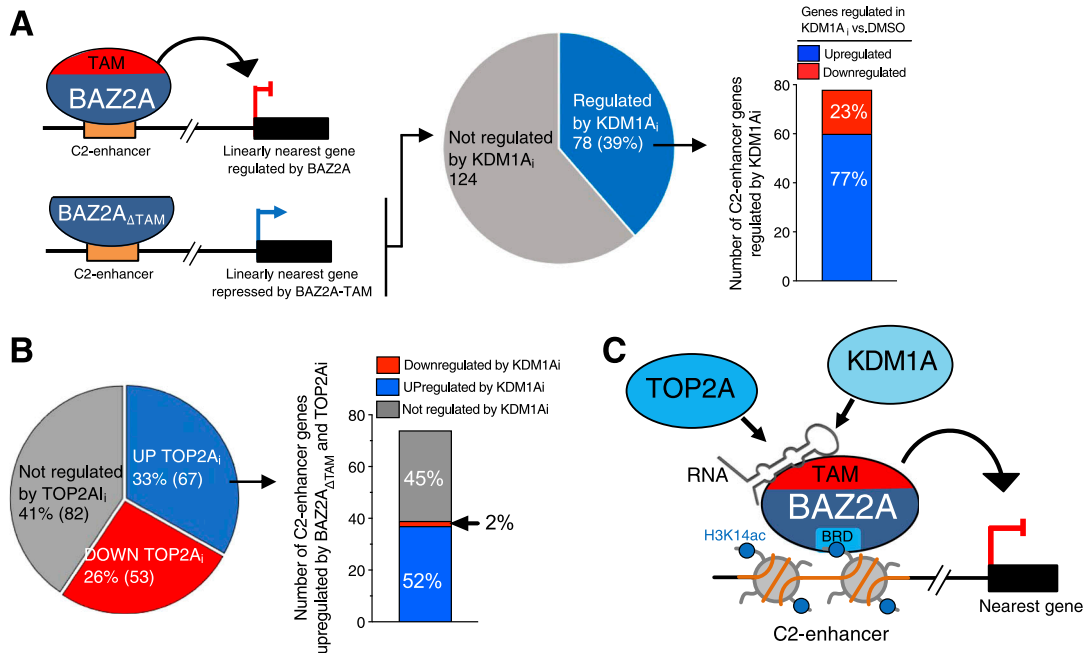 A
TAM
BAZ2A
C2-enhancer
Linearly nearest gene
regulated by BAZ2A
BAZ2AΔTAM
C2-enhancer
Linearly nearest gene
repressed by BAZ2A-TAM
Not regulated
by KDM1Ai
124
Regulated
by KDM1Ai
78 (39%)
Genes regulated in
KDM1Ai vs.DMSO
Upregulated
Downregulated
Number of C2-enhancer genes
regulated by KDM1Ai
80
60
40
20
0
23%
77%
B
Not regulated
by TOP2AIi
41% (82)
UP TOP2Ai
33% (67)
DOWN TOP2Ai
26% (53)
Downregulated by KDM1Ai
UPregulated by KDM1Ai
Not regulated by KDM1Ai
Number of C2-enhancer genes
upregulated by BAZ2AΔTAM and TOP2Ai
80
60
40
20
0
45%
2%
52%
C
TOP2A
KDM1A
RNA
TAM
BAZ2A
H3K14ac
BRD
Nearest gene
C2-enhancer